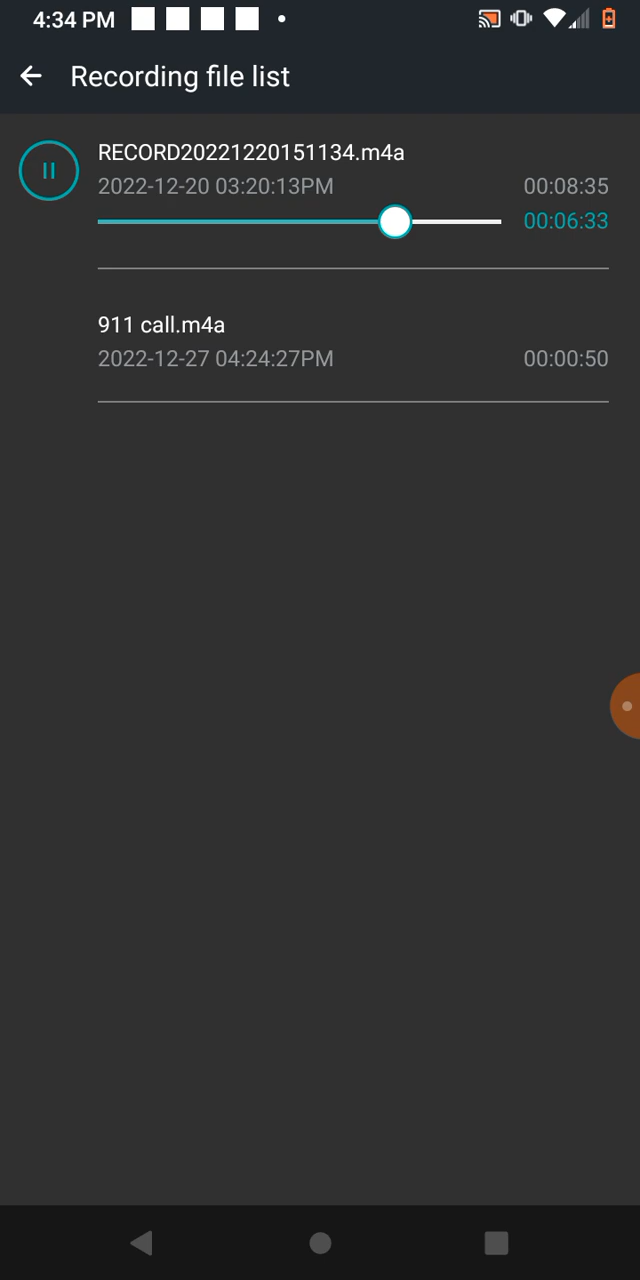 4:34 PM
Recording file list
RECORD20221220151134.m4a
2022-12-20 03:20:13PM 00:08:35
00:06:33
911 call.m4a
2022-12-27 04:24:27PM 00:00:50